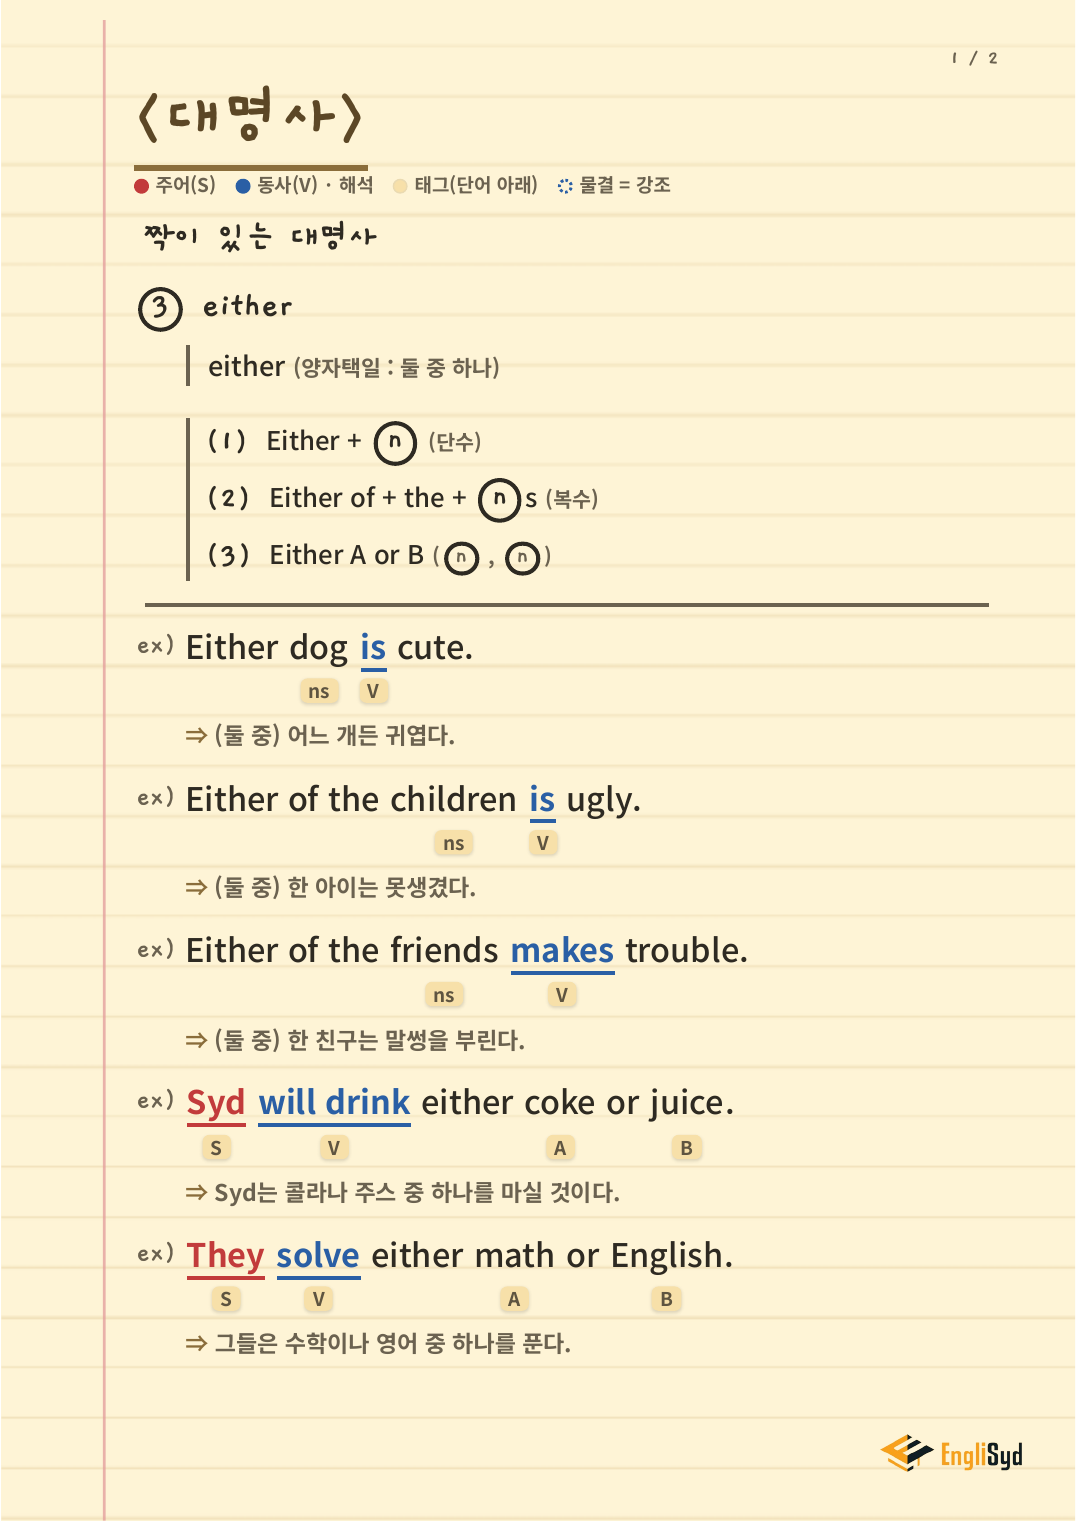 1 / 2
<대명사>
주어(S) 동사(V) · 해석 태그(단어 아래) 물결 = 강조
짝이 있는 대명사
③ either
either (양자택일 : 둘 중 하나)
(1) Either + ⓝ (단수)
(2) Either of + the + ⓝs (복수)
(3) Either A or B (ⓝ , ⓝ)
ex) Either dog is cute.
ns V
⇒ (둘 중) 어느 개든 귀엽다.
ex) Either of the children is ugly.
ns V
⇒ (둘 중) 한 아이는 못생겼다.
ex) Either of the friends makes trouble.
ns V
⇒ (둘 중) 한 친구는 말썽을 부린다.
ex) Syd will drink either coke or juice.
S V A B
⇒ Syd는 콜라나 주스 중 하나를 마실 것이다.
ex) They solve either math or English.
S V A B
⇒ 그들은 수학이나 영어 중 하나를 푼다.
EngliSyd